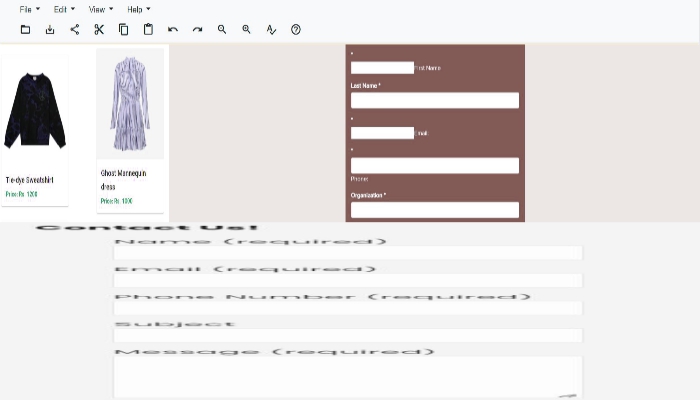 File Edit View Help
Tie-dye Sweatshirt
Price: Rs. 1200
Ghost Mannequin
dress
Price: Rs. 1000
*
First Name
Last Name *
*
Email
*
Phone
Organization *
Contact Us!
Name (required)
Email (required)
Phone Number (required)
Subject
Message (required)